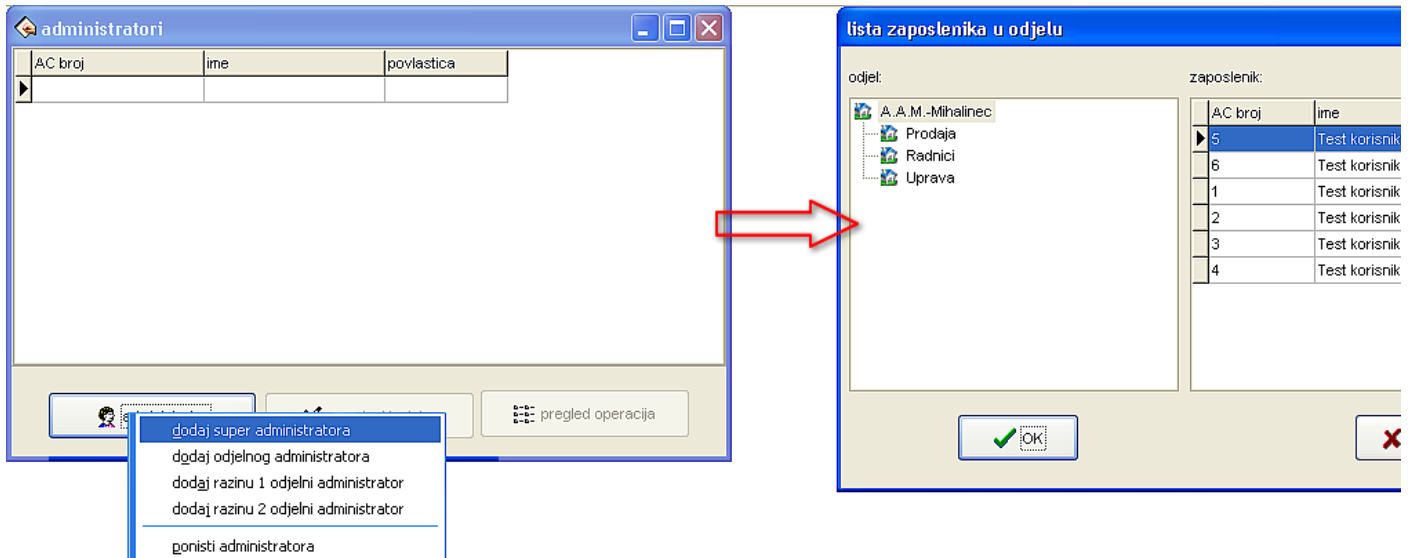 administratori
AC broj ime povlastica
pregled operacija
dodaj super administratora
dodaj odjelnog administratora
dodaj razinu 1 odjelni administrator
dodaj razinu 2 odjelni administrator
ponisti administratora
lista zaposlenika u odjelu
odjel:
A.A.M.-Mihalinec
Prodaja
Radnici
Uprava
zaposlenik:
AC broj ime
5 Test korisnik
6 Test korisnik
1 Test korisnik
2 Test korisnik
3 Test korisnik
4 Test korisnik
OK